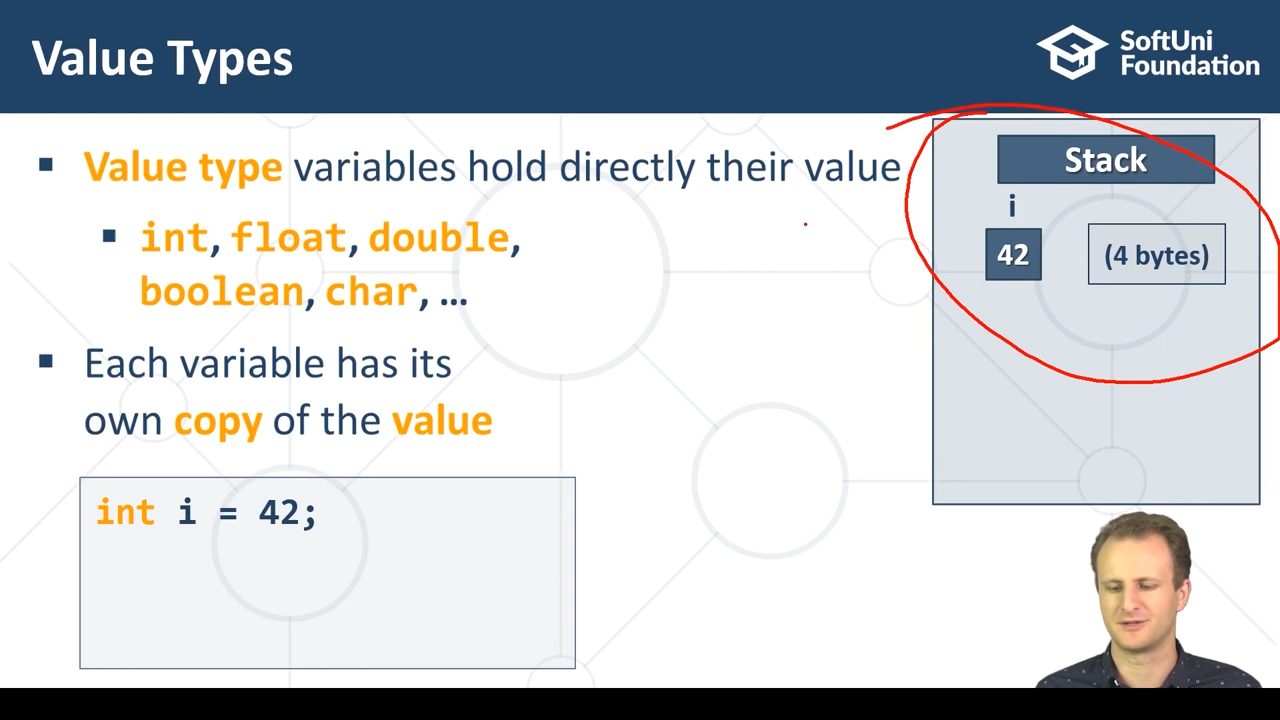 Value Types
SoftUni
Foundation
Value type variables hold directly their value
int, float, double,
boolean, char, ...
Each variable has its
own copy of the value
int i = 42;
Stack
i
42
(4 bytes)